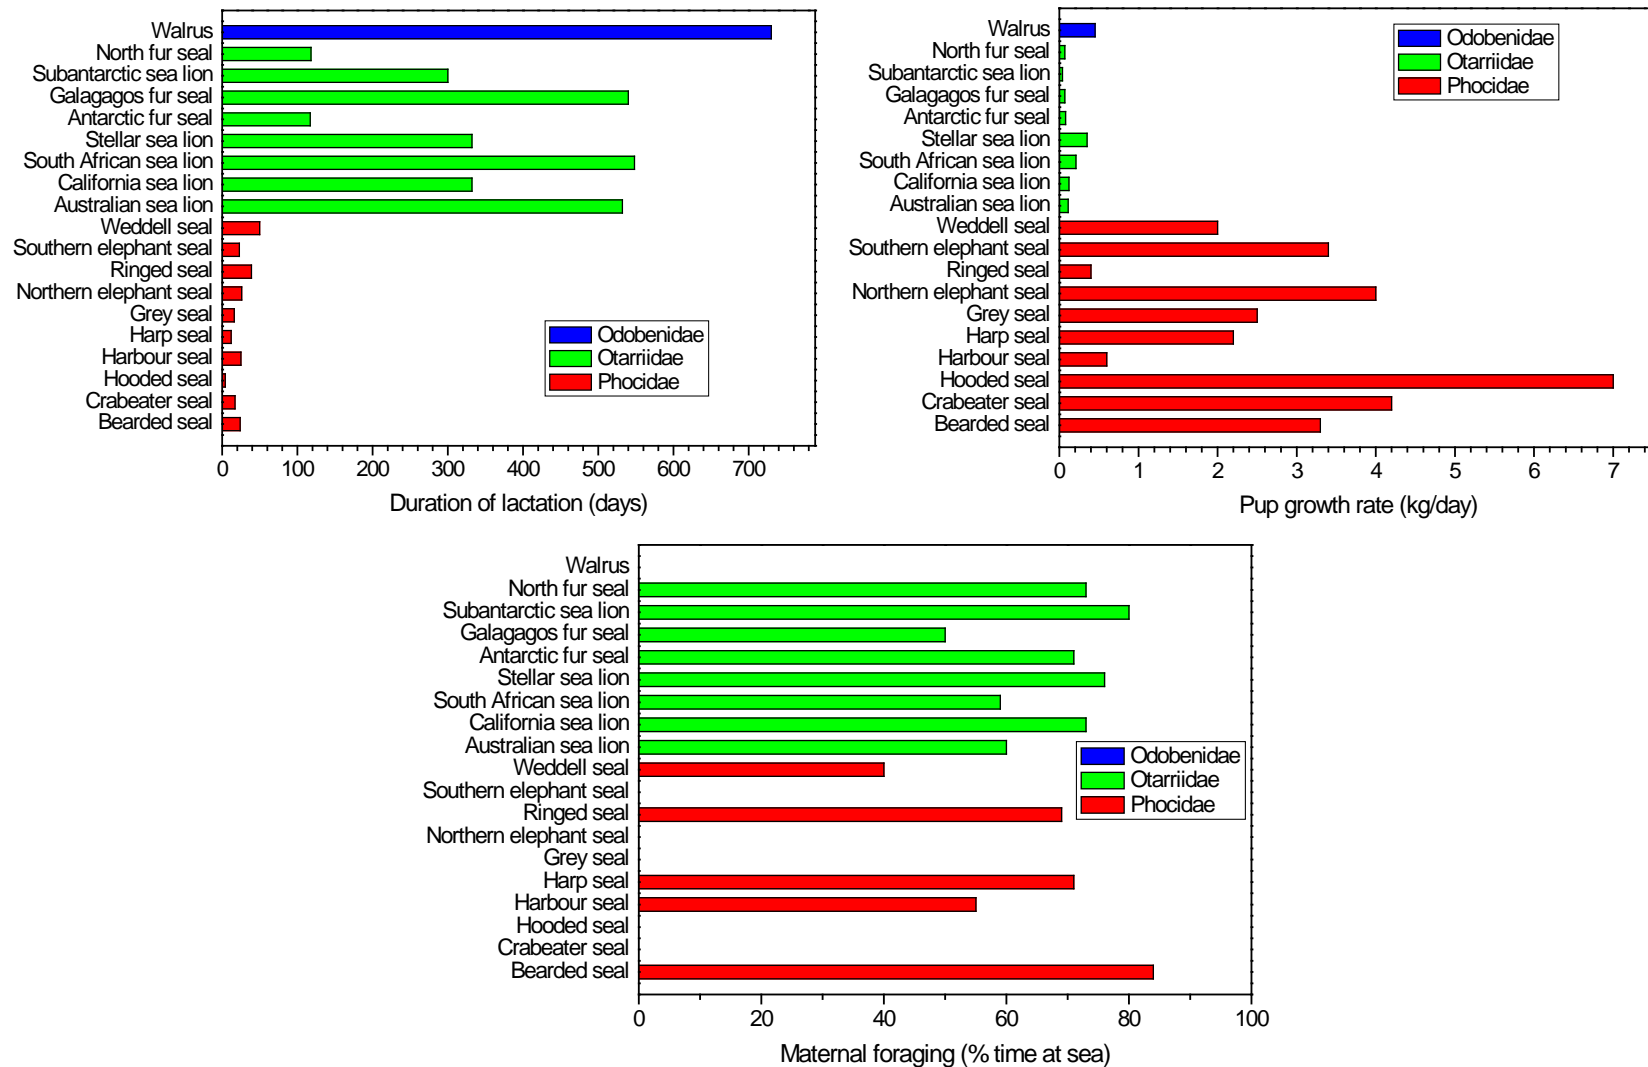 Walrus
North fur seal
Subantarctic sea lion
Galagagos fur seal
Antarctic fur seal
Stellar sea lion
South African sea lion
California sea lion
Australian sea lion
Weddell seal
Southern elephant seal
Ringed seal
Northern elephant seal
Grey seal
Harp seal
Harbour seal
Hooded seal
Crabeater seal
Bearded seal
Odobenidae
Otarriidae
Phocidae
0 100 200 300 400 500 600 700
Duration of lactation (days)
Walrus
North fur seal
Subantarctic sea lion
Galagagos fur seal
Antarctic fur seal
Stellar sea lion
South African sea lion
California sea lion
Australian sea lion
Weddell seal
Southern elephant seal
Ringed seal
Northern elephant seal
Grey seal
Harp seal
Harbour seal
Hooded seal
Crabeater seal
Bearded seal
Odobenidae
Otarriidae
Phocidae
0 1 2 3 4 5 6 7
Pup growth rate (kg/day)
Walrus
North fur seal
Subantarctic sea lion
Galagagos fur seal
Antarctic fur seal
Stellar sea lion
South African sea lion
California sea lion
Australian sea lion
Weddell seal
Southern elephant seal
Ringed seal
Northern elephant seal
Grey seal
Harp seal
Harbour seal
Hooded seal
Crabeater seal
Bearded seal
Odobenidae
Otarriidae
Phocidae
0 20 40 60 80 100
Maternal foraging (% time at sea)